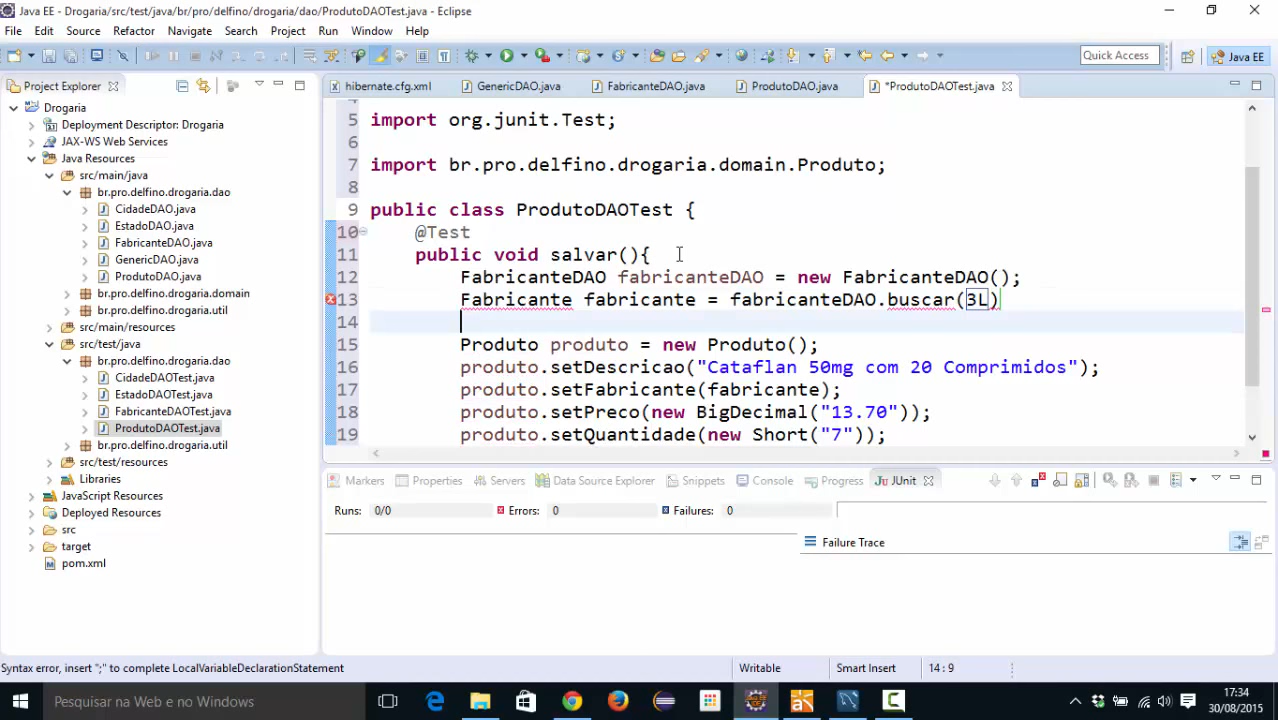 Java EE - Drogaria/src/test/java/br/pro/delfino/drogaria/dao/ProdutoDAOTest.java - Eclipse
File Edit Source Refactor Navigate Search Project Run Window Help
Quick Access
Java EE
Project Explorer
Drogaria
Deployment Descriptor: Drogaria
JAX-WS Web Services
Java Resources
src/main/java
br.pro.delfino.drogaria.dao
CidadeDAO.java
EstadoDAO.java
FabricanteDAO.java
GenericDAO.java
ProdutoDAO.java
br.pro.delfino.drogaria.domain
br.pro.delfino.drogaria.util
src/main/resources
src/test/java
br.pro.delfino.drogaria.dao
CidadeDAOTest.java
EstadoDAOTest.java
FabricanteDAOTest.java
ProdutoDAOTest.java
br.pro.delfino.drogaria.util
src/test/resources
Libraries
JavaScript Resources
Deployed Resources
src
target
pom.xml
hibernate.cfg.xml GenericDAO.java FabricanteDAO.java ProdutoDAO.java *ProdutoDAOTest.java
5 import org.junit.Test;
6
7 import br.pro.delfino.drogaria.domain.Produto;
8
9 public class ProdutoDAOTest {
10 @Test
11 public void salvar(){
12 FabricanteDAO fabricanteDAO = new FabricanteDAO();
13 Fabricante fabricante = fabricanteDAO.buscar(3L)
14
15 Produto produto = new Produto();
16 produto.setDescricao("Cataflan 50mg com 20 Comprimidos");
17 produto.setFabricante(fabricante);
18 produto.setPreco(new BigDecimal("13.70"));
19 produto.setQuantidade(new Short("7"));
Markers Properties Servers Data Source Explorer Snippets Console Progress JUnit
Runs: 0/0 Errors: 0 Failures: 0
Failure Trace
Syntax error, insert ";" to complete LocalVariableDeclarationStatement
Writable Smart Insert 14 : 9
Pesquisar na Web e no Windows
17:34
30/08/2015